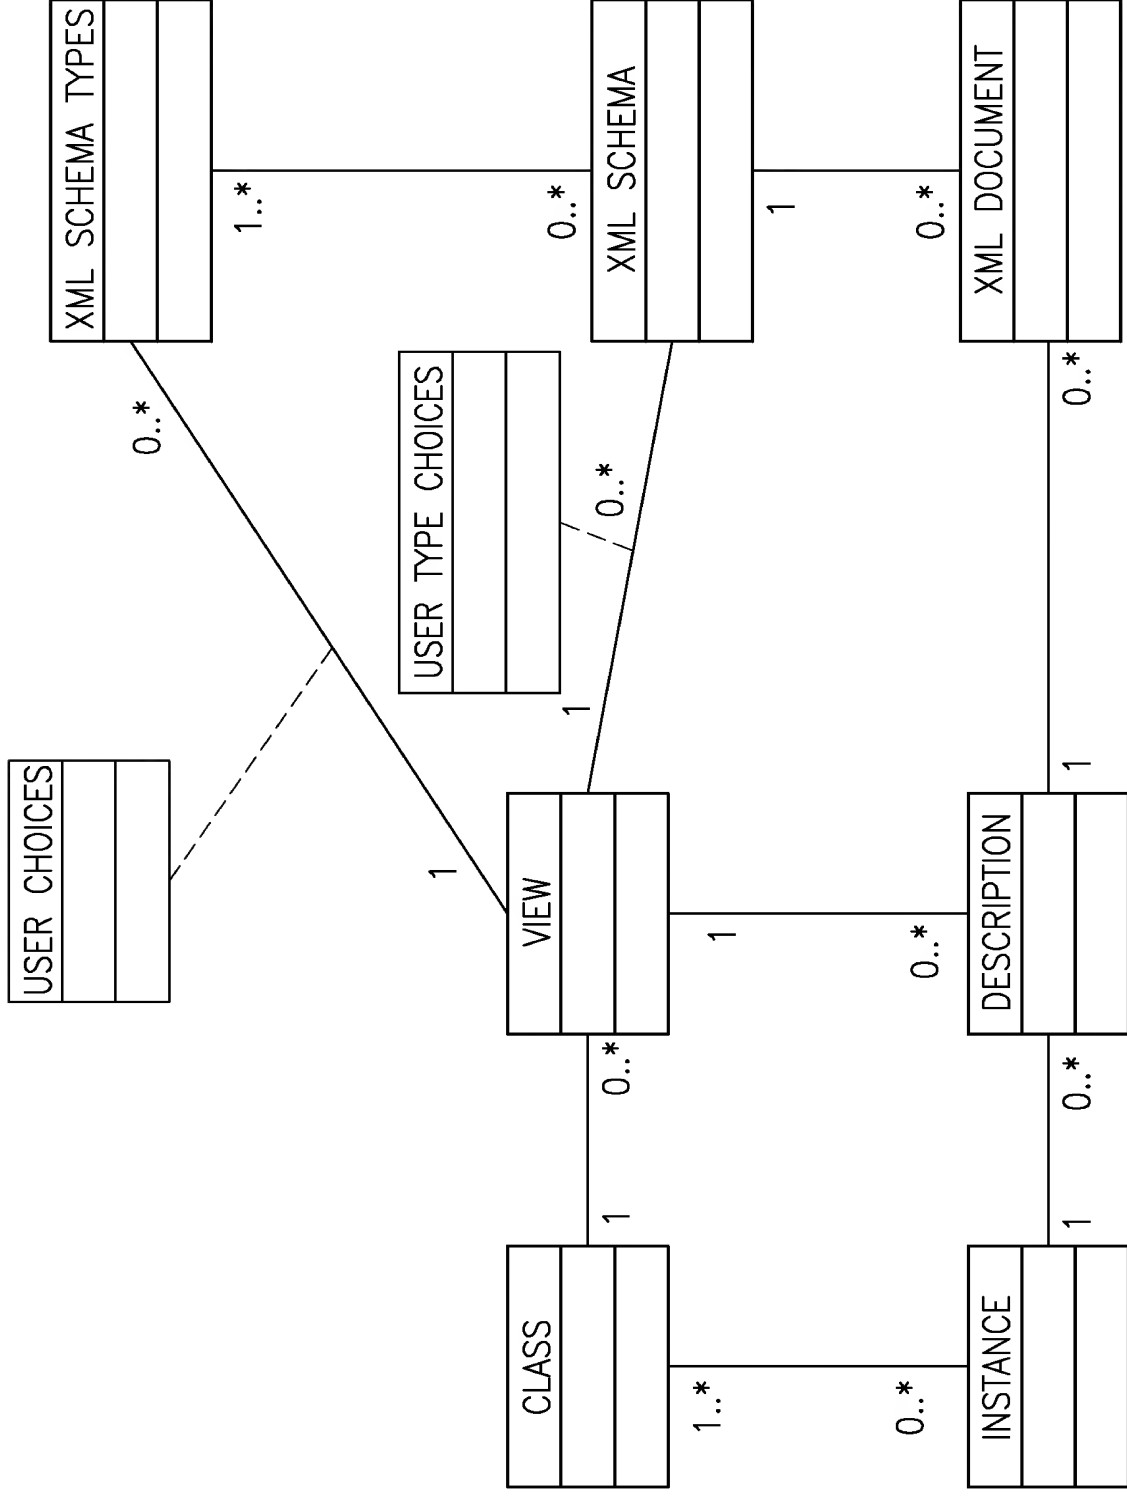 USER CHOICES
XML SCHEMA TYPES
0..*
1
1..*
USER TYPE CHOICES
0..*
0..*
1
CLASS
VIEW
XML SCHEMA
1
0..*
1
1
1..*
0..*
0..*
0..*
INSTANCE
DESCRIPTION
XML DOCUMENT
1
0..*
1
0..*